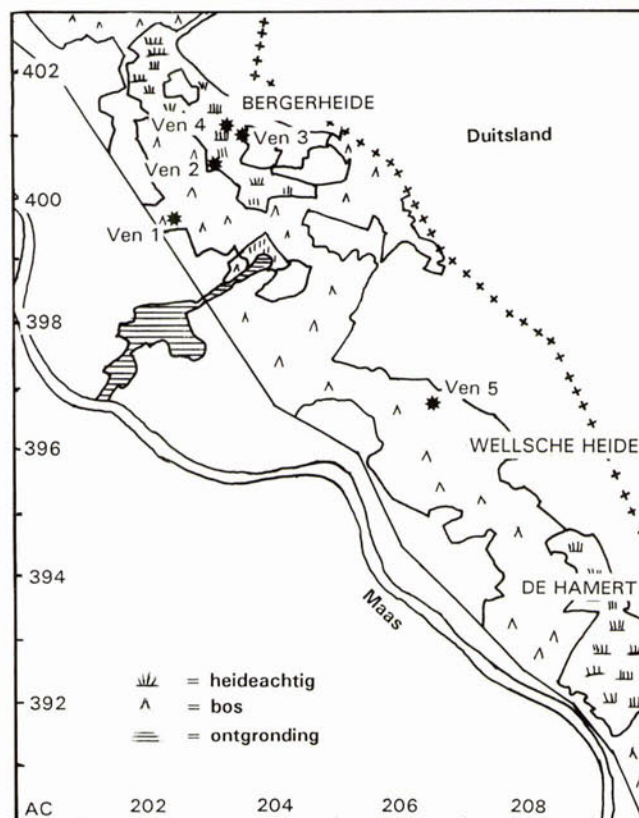 402
BERGERHEIDE
Ven 4
Ven 3
Duitsland
Ven 2
400
Ven 1
398
Ven 5
396
WELLSCHE HEIDE
394
DE HAMERT
Maas
= heideachtig
= bos
392
= ontgronding
AC 202 204 206 208